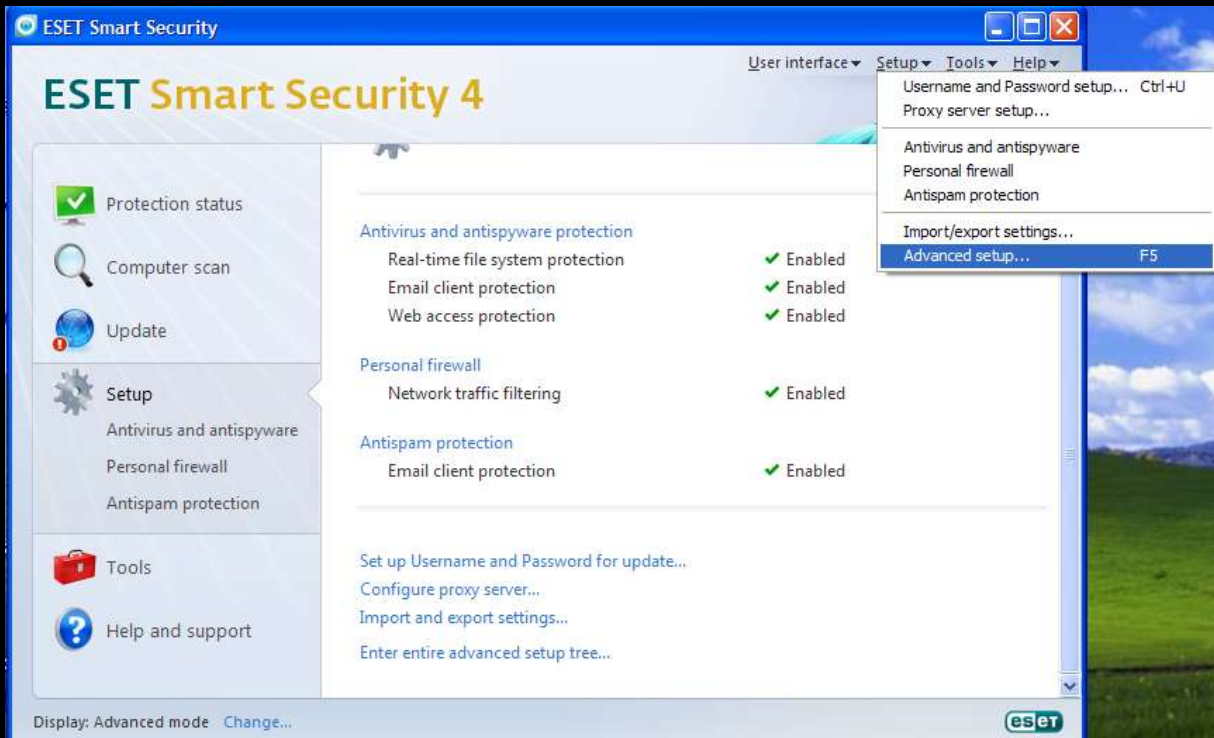 ESET Smart Security
User interface Setup Tools Help
ESET Smart Security 4
Username and Password setup... Ctrl+U
Proxy server setup...
Antivirus and antispyware
Personal firewall
Antispam protection
Import/export settings...
Advanced setup... F5
Protection status
Computer scan
Update
Setup
Antivirus and antispyware
Personal firewall
Antispam protection
Tools
Help and support
Antivirus and antispyware protection
Real-time file system protection Enabled
Email client protection Enabled
Web access protection Enabled
Personal firewall
Network traffic filtering Enabled
Antispam protection
Email client protection Enabled
Set up Username and Password for update...
Configure proxy server...
Import and export settings...
Enter entire advanced setup tree...
Display: Advanced mode Change...
eset